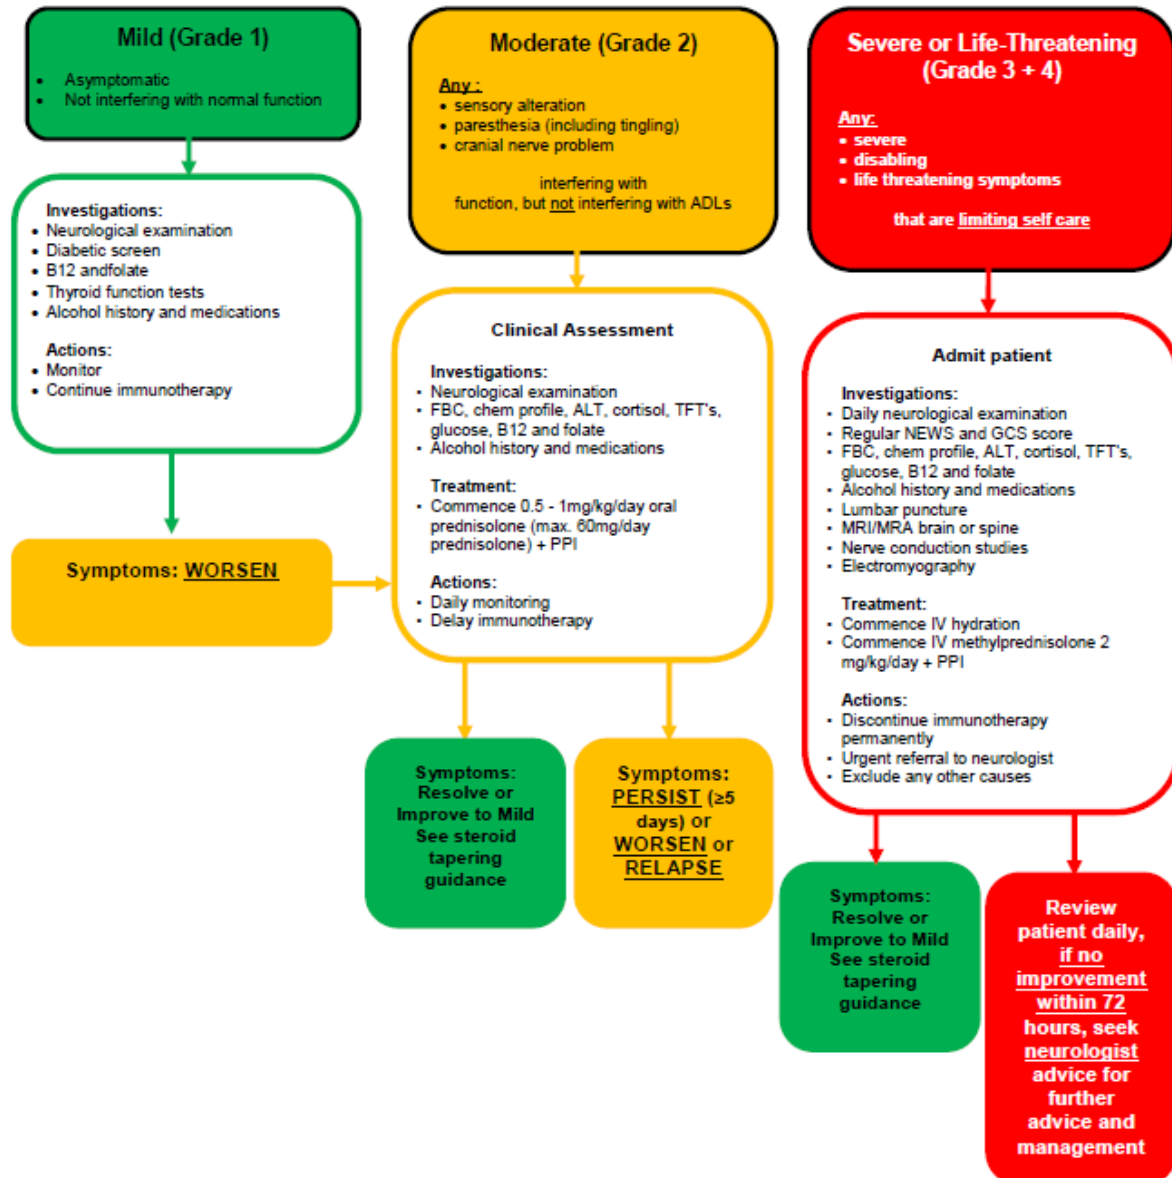 Mild (Grade 1)
• Asymptomatic
• Not interfering with normal function
Investigations:
• Neurological examination
• Diabetic screen
• B12 andfolate
• Thyroid function tests
• Alcohol history and medications
Actions:
• Monitor
• Continue immunotherapy
Symptoms: WORSEN
Moderate (Grade 2)
Any :
• sensory alteration
• paresthesia (including tingling)
• cranial nerve problem
interfering with
function, but not interfering with ADLs
Clinical Assessment
Investigations:
• Neurological examination
• FBC, chem profile, ALT, cortisol, TFT's,
glucose, B12 and folate
• Alcohol history and medications
Treatment:
• Commence 0.5 - 1mg/kg/day oral
prednisolone (max. 60mg/day
prednisolone) + PPI
Actions:
• Daily monitoring
• Delay immunotherapy
Symptoms:
Resolve or
Improve to Mild
See steroid
tapering
guidance
Symptoms:
PERSIST (≥5
days) or
WORSEN or
RELAPSE
Severe or Life-Threatening
(Grade 3 + 4)
Any:
• severe
• disabling
• life threatening symptoms
that are limiting self care
Admit patient
Investigations:
• Daily neurological examination
• Regular NEWS and GCS score
• FBC, chem profile, ALT, cortisol, TFT's,
glucose, B12 and folate
• Alcohol history and medications
• Lumbar puncture
• MRI/MRA brain or spine
• Nerve conduction studies
• Electromyography
Treatment:
• Commence IV hydration
• Commence IV methylprednisolone 2
mg/kg/day + PPI
Actions:
• Discontinue immunotherapy
permanently
• Urgent referral to neurologist
• Exclude any other causes
Symptoms:
Resolve or
Improve to Mild
See steroid
tapering
guidance
Review
patient daily,
if no
improvement
within 72
hours, seek
neurologist
advice for
further
advice and
management